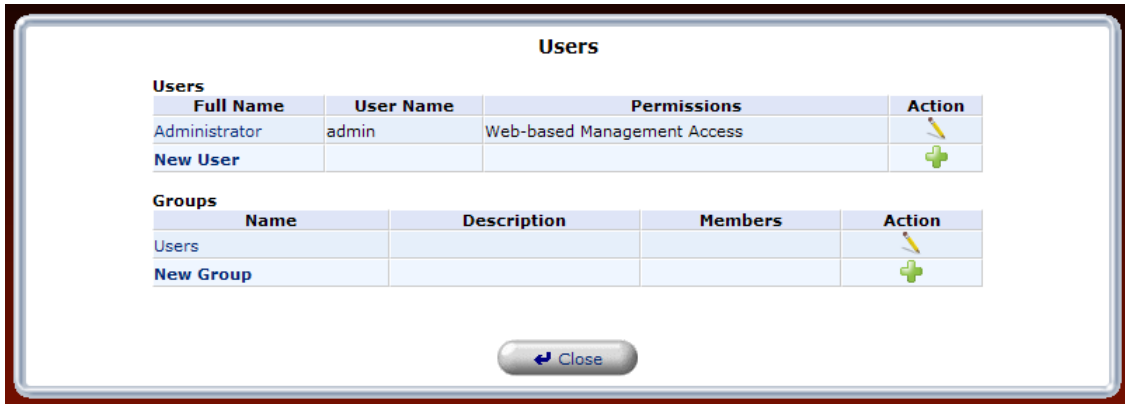 Users
Users
Full Name User Name Permissions Action
Administrator admin Web-based Management Access
New User
Groups
Name Description Members Action
Users
New Group
Close